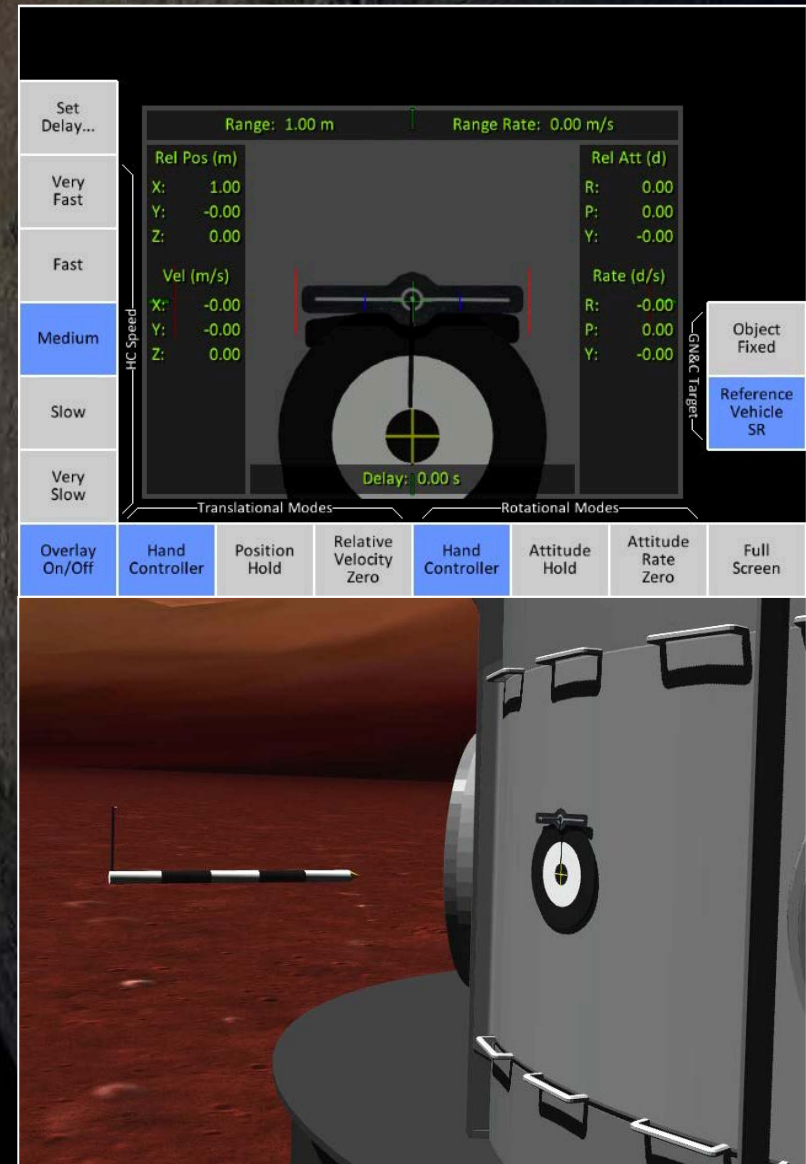 Set
Delay...
Very
Fast
Fast
Medium
Slow
Very
Slow
HC Speed
Range: 1.00 m
Range Rate: 0.00 m/s
Rel Pos (m)
X: 1.00
Y: -0.00
Z: 0.00
Vel (m/s)
X: -0.00
Y: -0.00
Z: 0.00
Rel Att (d)
R: 0.00
P: 0.00
Y: -0.00
Rate (d/s)
R: -0.00
P: 0.00
Y: -0.00
Delay: 0.00 s
GN&C Target
Object
Fixed
Reference
Vehicle
SR
Translational Modes
Rotational Modes
Overlay
On/Off
Hand
Controller
Position
Hold
Relative
Velocity
Zero
Hand
Controller
Attitude
Hold
Attitude
Rate
Zero
Full
Screen